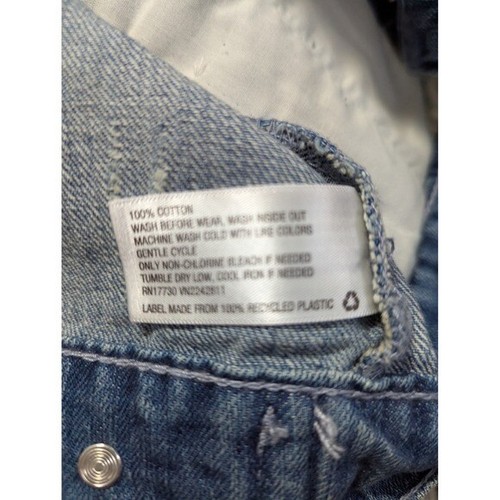 100% COTTON
WASH BEFORE WEAR, WASH INSIDE OUT
MACHINE WASH COLD WITH LIKE COLORS
GENTLE CYCLE
ONLY NON-CHLORINE BLEACH IF NEEDED
TUMBLE DRY LOW, COOL IRON IF NEEDED
RN17730 VN2242611
LABEL MADE FROM 100% RECYCLED PLASTIC